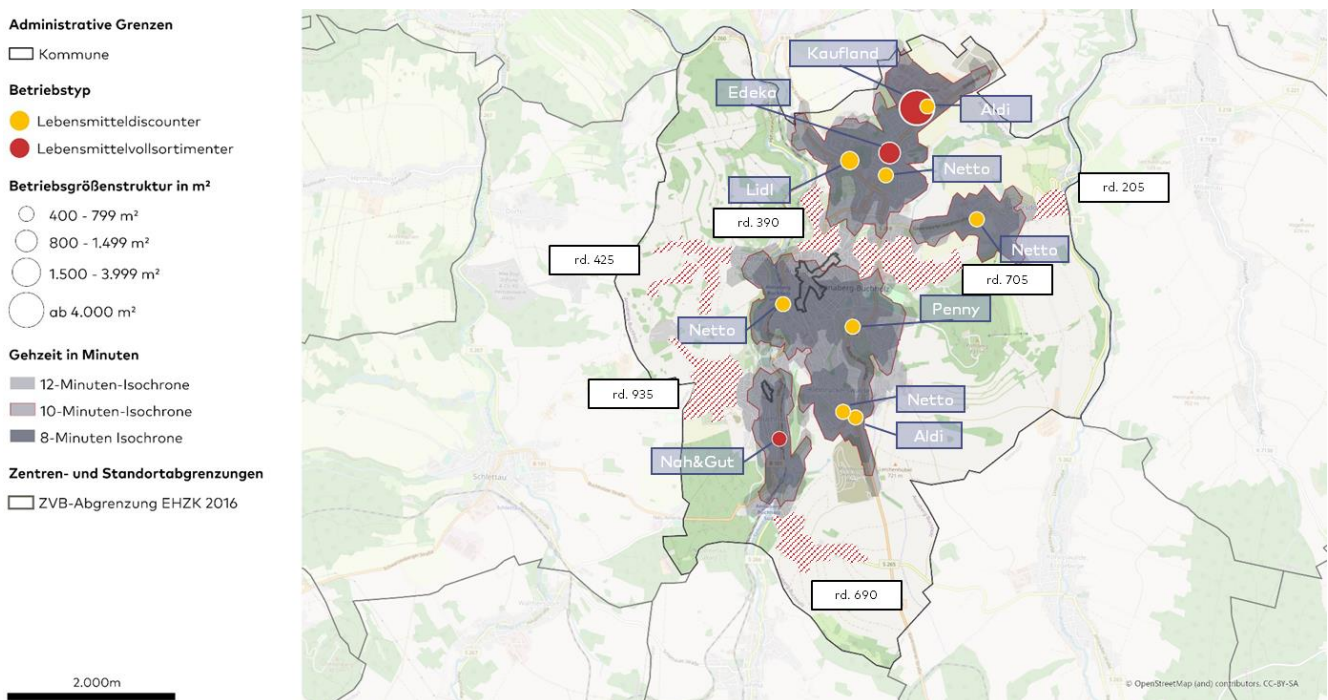 Administrative Grenzen
Kommune
Betriebstyp
Lebensmitteldiscounter
Lebensmittelvollsortimenter
Betriebsgrößenstruktur in m²
400 - 799 m²
800 - 1.499 m²
1.500 - 3.999 m²
ab 4.000 m²
Gehzeit in Minuten
12-Minuten-Isochrone
10-Minuten-Isochrone
8-Minuten Isochrone
Zentren- und Standortabgrenzungen
ZVB-Abgrenzung EHZK 2016
2.000m
Kaufland
Edeka
Aldi
Netto
Lidl
rd. 205
rd. 390
Netto
rd. 425
rd. 705
Penny
Netto
rd. 935
Netto
Aldi
Nah&Gut
Schlettau
rd. 690
© OpenStreetMap (and) contributors, CC-BY-SA